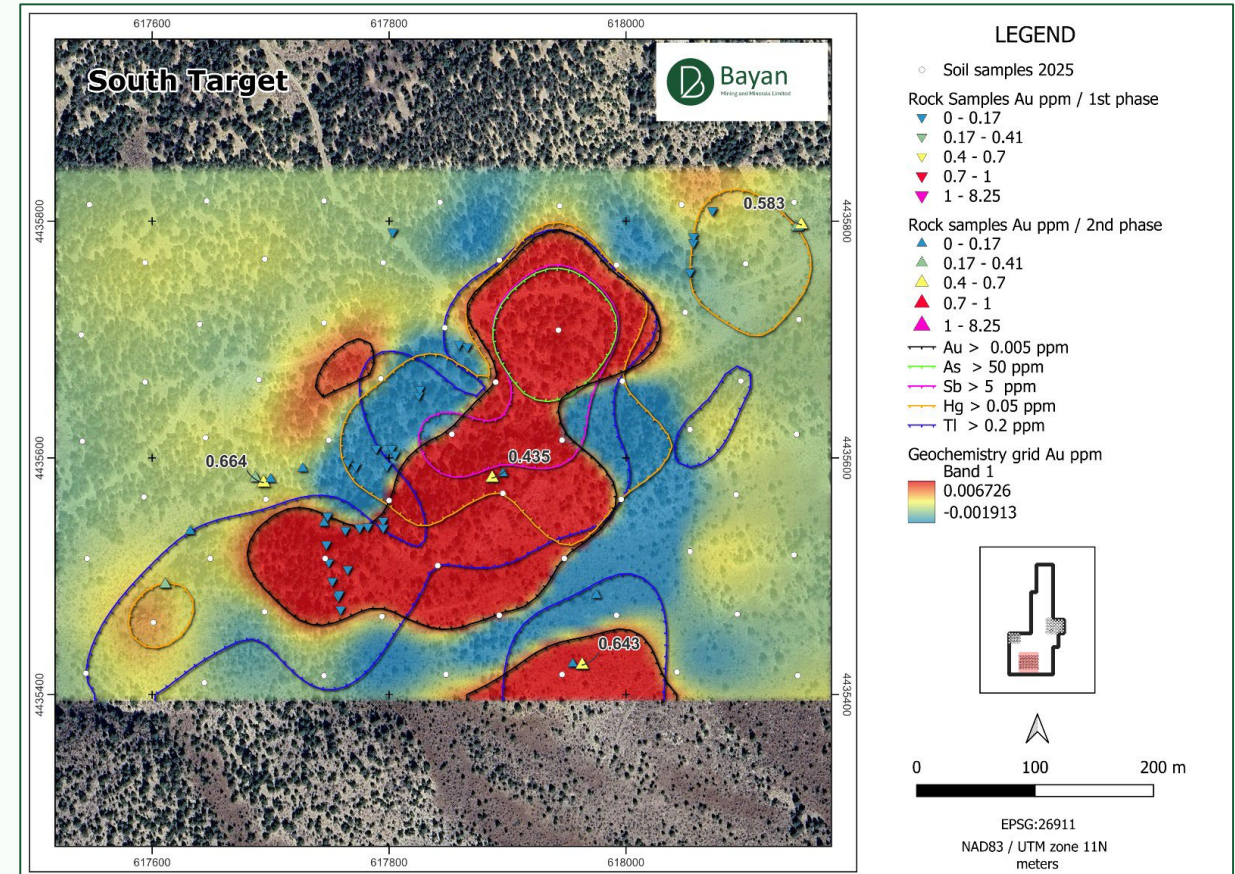 617600
617800
618000
South Target
Bayan
Mining and Minerals Limited
4435800
4435800
0.583
4435600
4435600
0.664
0.435
0.643
4435400
4435400
617600
617800
618000
LEGEND
Soil samples 2025
Rock Samples Au ppm / 1st phase
0 - 0.17
0.17 - 0.41
0.4 - 0.7
0.7 - 1
1 - 8.25
Rock samples Au ppm / 2nd phase
0 - 0.17
0.17 - 0.41
0.4 - 0.7
0.7 - 1
1 - 8.25
Au > 0.005 ppm
As > 50 ppm
Sb > 5 ppm
Hg > 0.05 ppm
Tl > 0.2 ppm
Geochemistry grid Au ppm
Band 1
0.006726
-0.001913
0 100 200 m
EPSG:26911
NAD83 / UTM zone 11N
meters